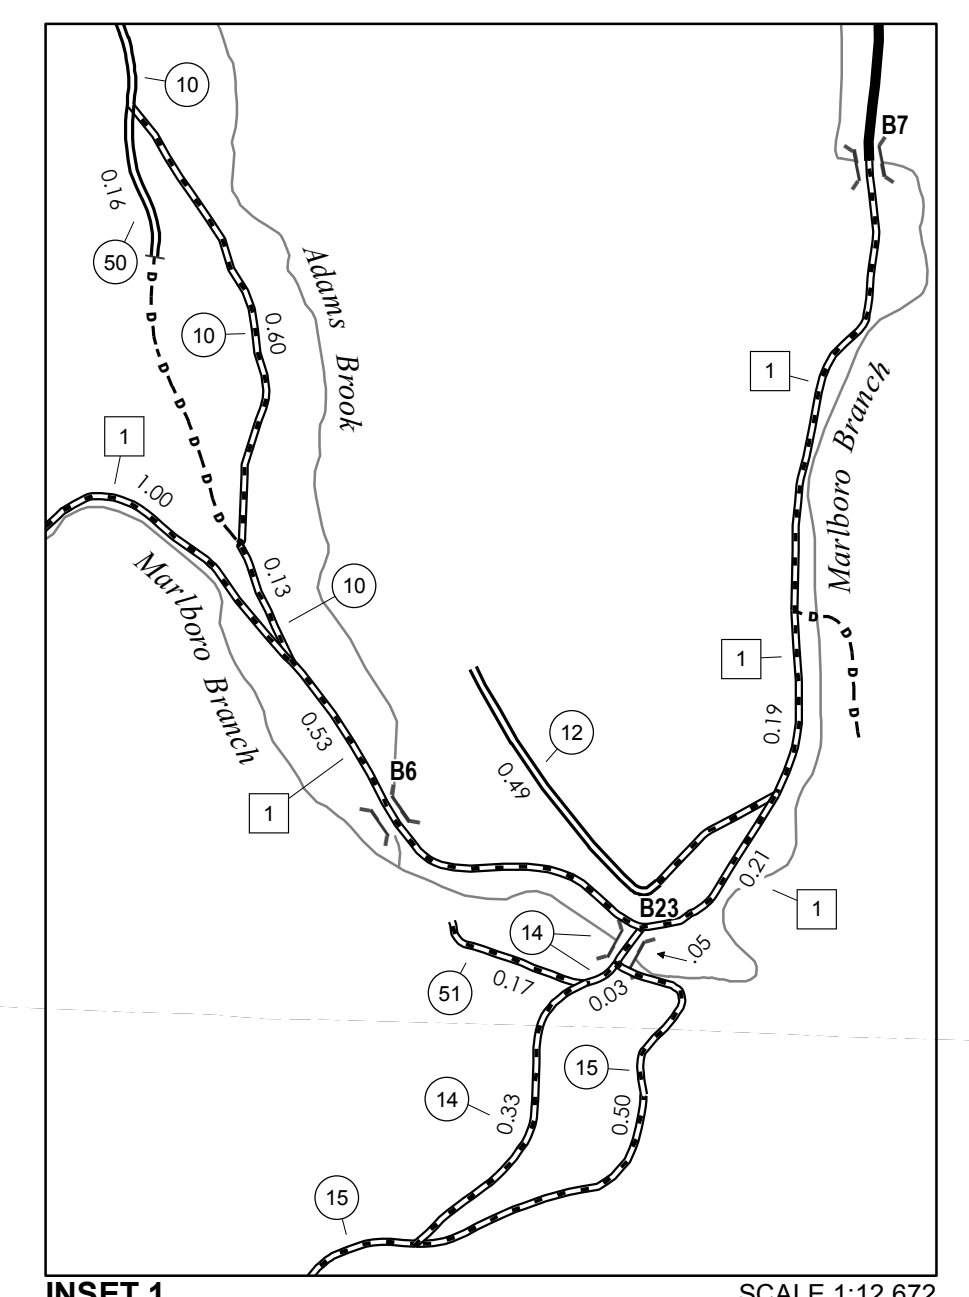 10
B7
0.16
50
Adams Brook
10
0.60
1
Marlboro Branch
1
1.00
Marlboro Branch
0.13
10
1
0.19
0.53
12
0.49
B6
1
0.21
1
B23
14
.05
0.17
51
0.03
15
14
0.33
0.50
15
D
D
D
D
D
D
D
D
D
D
D
D
INSET 1
SCALE 1:12,672